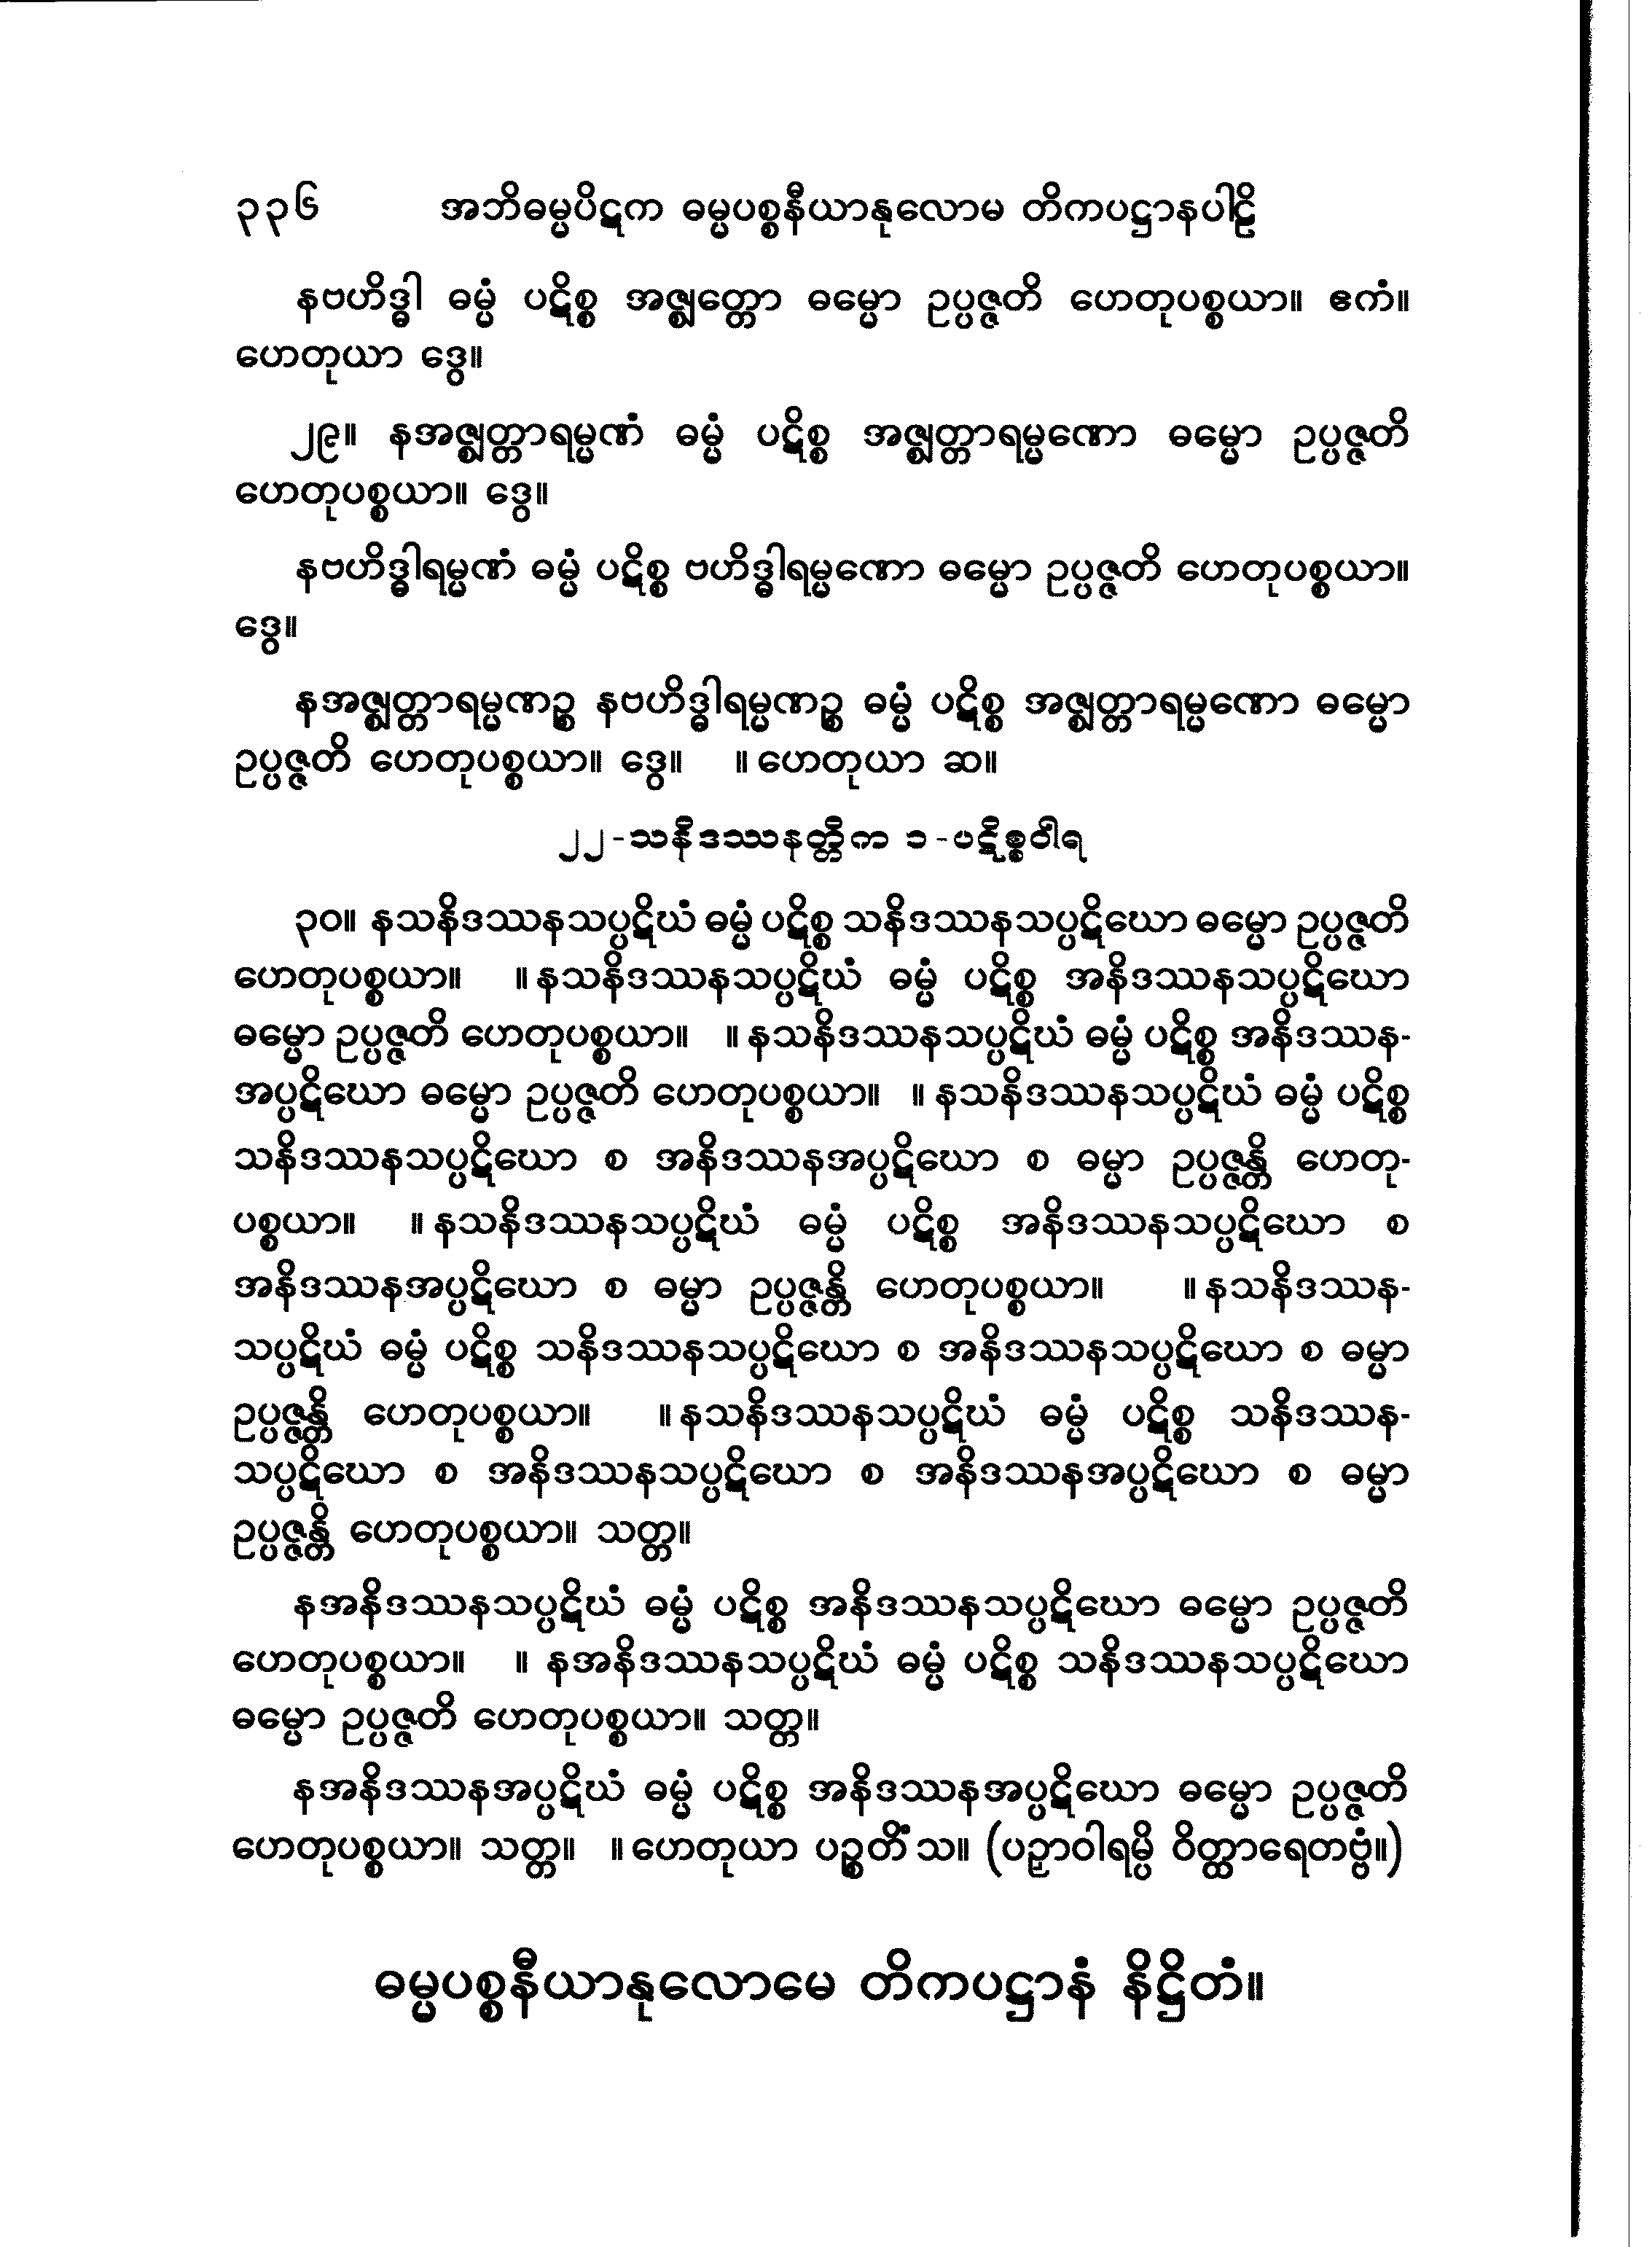 ၃၃၆ အဘိဓမ္မပိဋက ဓမ္မပစ္စနီယာနုလောမ တိကပဋ္ဌာနပါဠိ
နဗဟိဒ္ဓါ ဓမ္မံ ပဋိစ္စ အဇ္ဈတ္တော ဓမ္မော ဥပ္ပဇ္ဇတိ ဟေတုပစ္စယာ။ ဧကံ။
ဟေတုယာ ဒွေ။
၂၉။ နအဇ္ဈတ္တာရမ္မဏံ ဓမ္မံ ပဋိစ္စ အဇ္ဈတ္တာရမ္မဏော ဓမ္မော ဥပ္ပဇ္ဇတိ
ဟေတုပစ္စယာ။ ဒွေ။
နဗဟိဒ္ဓါရမ္မဏံ ဓမ္မံ ပဋိစ္စ ဗဟိဒ္ဓါရမ္မဏော ဓမ္မော ဥပ္ပဇ္ဇတိ ဟေတုပစ္စယာ။
ဒွေ။
နအဇ္ဈတ္တာရမ္မဏဉ္စ နဗဟိဒ္ဓါရမ္မဏဉ္စ ဓမ္မံ ပဋိစ္စ အဇ္ဈတ္တာရမ္မဏော ဓမ္မော
ဥပ္ပဇ္ဇတိ ဟေတုပစ္စယာ။ ဒွေ။ ။ ဟေတုယာ ဆ။
၂၂-သနိဒဿနတ္တိက ၁-ပဋိစ္စဝါရ
၃၀။ နသနိဒဿနသပ္ပဋိဃံ ဓမ္မံ ပဋိစ္စ သနိဒဿနသပ္ပဋိဃော ဓမ္မော ဥပ္ပဇ္ဇတိ
ဟေတုပစ္စယာ။ ။ နသနိဒဿနသပ္ပဋိဃံ ဓမ္မံ ပဋိစ္စ အနိဒဿနသပ္ပဋိဃော
ဓမ္မော ဥပ္ပဇ္ဇတိ ဟေတုပစ္စယာ။ ။ နသနိဒဿနသပ္ပဋိဃံ ဓမ္မံ ပဋိစ္စ အနိဒဿန-
အပ္ပဋိဃော ဓမ္မော ဥပ္ပဇ္ဇတိ ဟေတုပစ္စယာ။ ။ နသနိဒဿနသပ္ပဋိဃံ ဓမ္မံ ပဋိစ္စ
သနိဒဿနသပ္ပဋိဃော စ အနိဒဿနအပ္ပဋိဃော စ ဓမ္မာ ဥပ္ပဇ္ဇန္တိ ဟေတု-
ပစ္စယာ။ ။ နသနိဒဿနသပ္ပဋိဃံ ဓမ္မံ ပဋိစ္စ အနိဒဿနသပ္ပဋိဃော စ
အနိဒဿနအပ္ပဋိဃော စ ဓမ္မာ ဥပ္ပဇ္ဇန္တိ ဟေတုပစ္စယာ။ ။ နသနိဒဿန-
သပ္ပဋိဃံ ဓမ္မံ ပဋိစ္စ သနိဒဿနသပ္ပဋိဃော စ အနိဒဿနသပ္ပဋိဃော စ ဓမ္မာ
ဥပ္ပဇ္ဇန္တိ ဟေတုပစ္စယာ။ ။ နသနိဒဿနသပ္ပဋိဃံ ဓမ္မံ ပဋိစ္စ သနိဒဿန-
သပ္ပဋိဃော စ အနိဒဿနသပ္ပဋိဃော စ အနိဒဿနအပ္ပဋိဃော စ ဓမ္မာ
ဥပ္ပဇ္ဇန္တိ ဟေတုပစ္စယာ။ သတ္တ။
နအနိဒဿနသပ္ပဋိဃံ ဓမ္မံ ပဋိစ္စ အနိဒဿနသပ္ပဋိဃော ဓမ္မော ဥပ္ပဇ္ဇတိ
ဟေတုပစ္စယာ။ ။ နအနိဒဿနသပ္ပဋိဃံ ဓမ္မံ ပဋိစ္စ သနိဒဿနသပ္ပဋိဃော
ဓမ္မော ဥပ္ပဇ္ဇတိ ဟေတုပစ္စယာ။ သတ္တ။
နအနိဒဿနအပ္ပဋိဃံ ဓမ္မံ ပဋိစ္စ အနိဒဿနအပ္ပဋိဃော ဓမ္မော ဥပ္ပဇ္ဇတိ
ဟေတုပစ္စယာ။ သတ္တ။ ။ ဟေတုယာ ပဉ္စတိံသ။ (ပဉှာဝါရမ္ပိ ဝိတ္ထာရေတဗ္ဗံ။)
ဓမ္မပစ္စနီယာနုလောမေ တိကပဋ္ဌာနံ နိဋ္ဌိတံ။